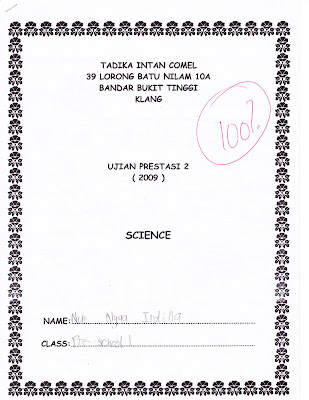 TADIKA INTAN COMEL
39 LORONG BATU NILAM 10A
BANDAR BUKIT TINGGI
KLANG
100%
UJIAN PRESTASI 2
( 2009 )
SCIENCE
NAME:
CLASS: Pre school 1